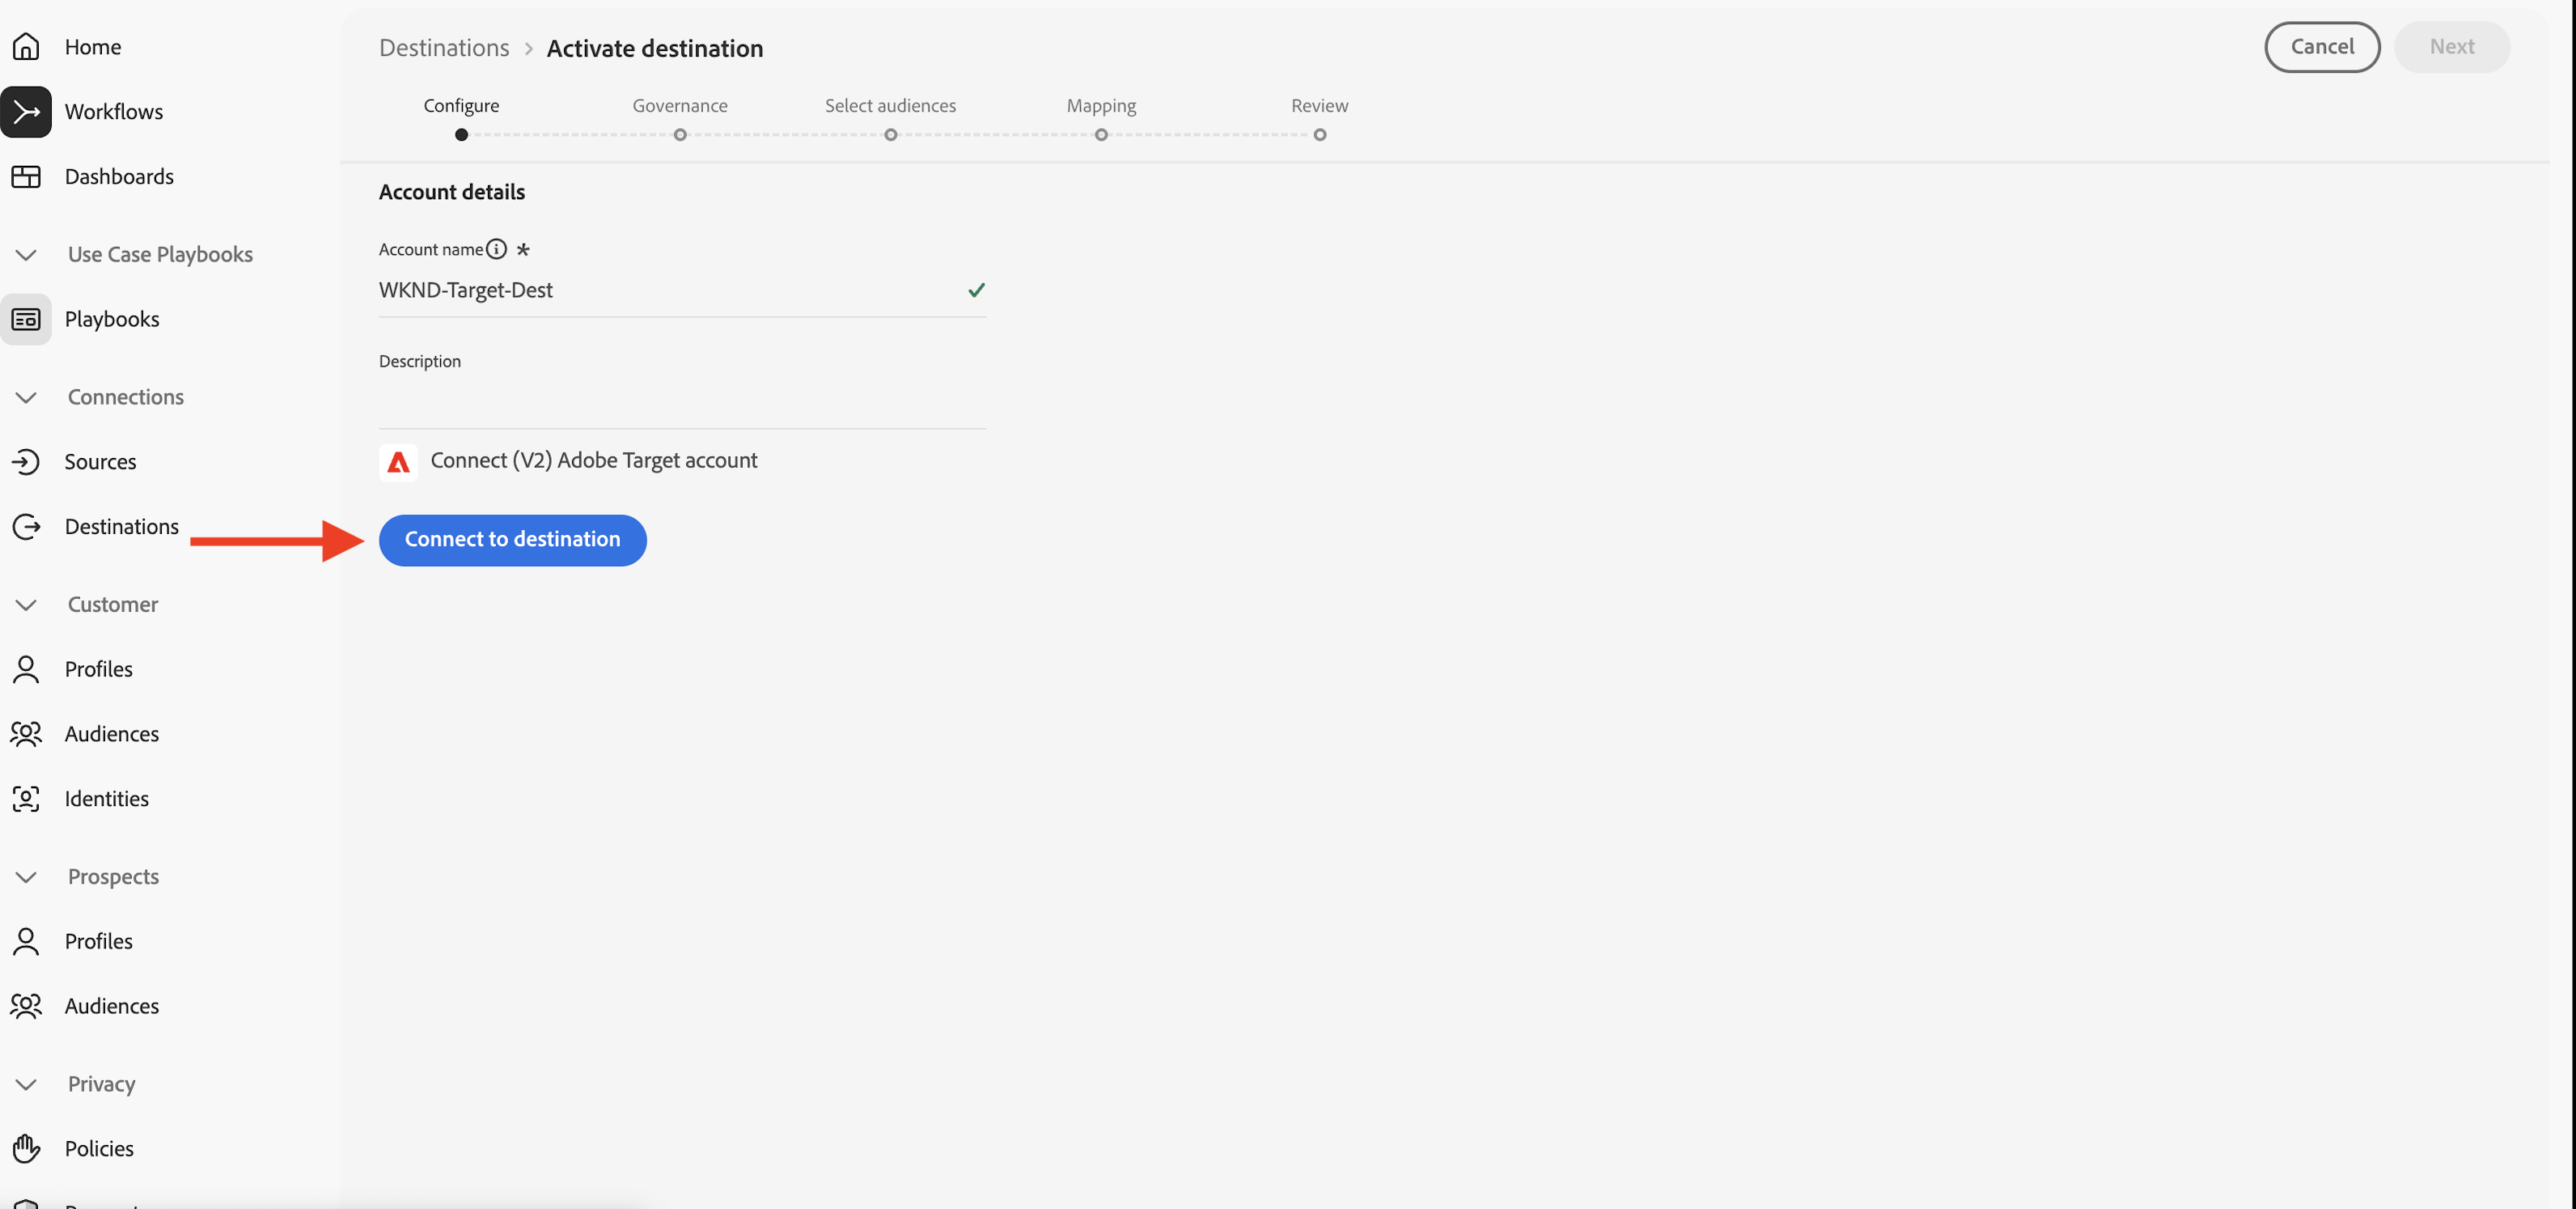 Home
Workflows
Dashboards
Use Case Playbooks
Playbooks
Connections
Sources
Destinations
Customer
Profiles
Audiences
Identities
Prospects
Profiles
Audiences
Privacy
Policies
Destinations > Activate destination
Cancel
Next
Configure
Governance
Select audiences
Mapping
Review
Account details
Account name *
WKND-Target-Dest
Description
Connect (V2) Adobe Target account
Connect to destination